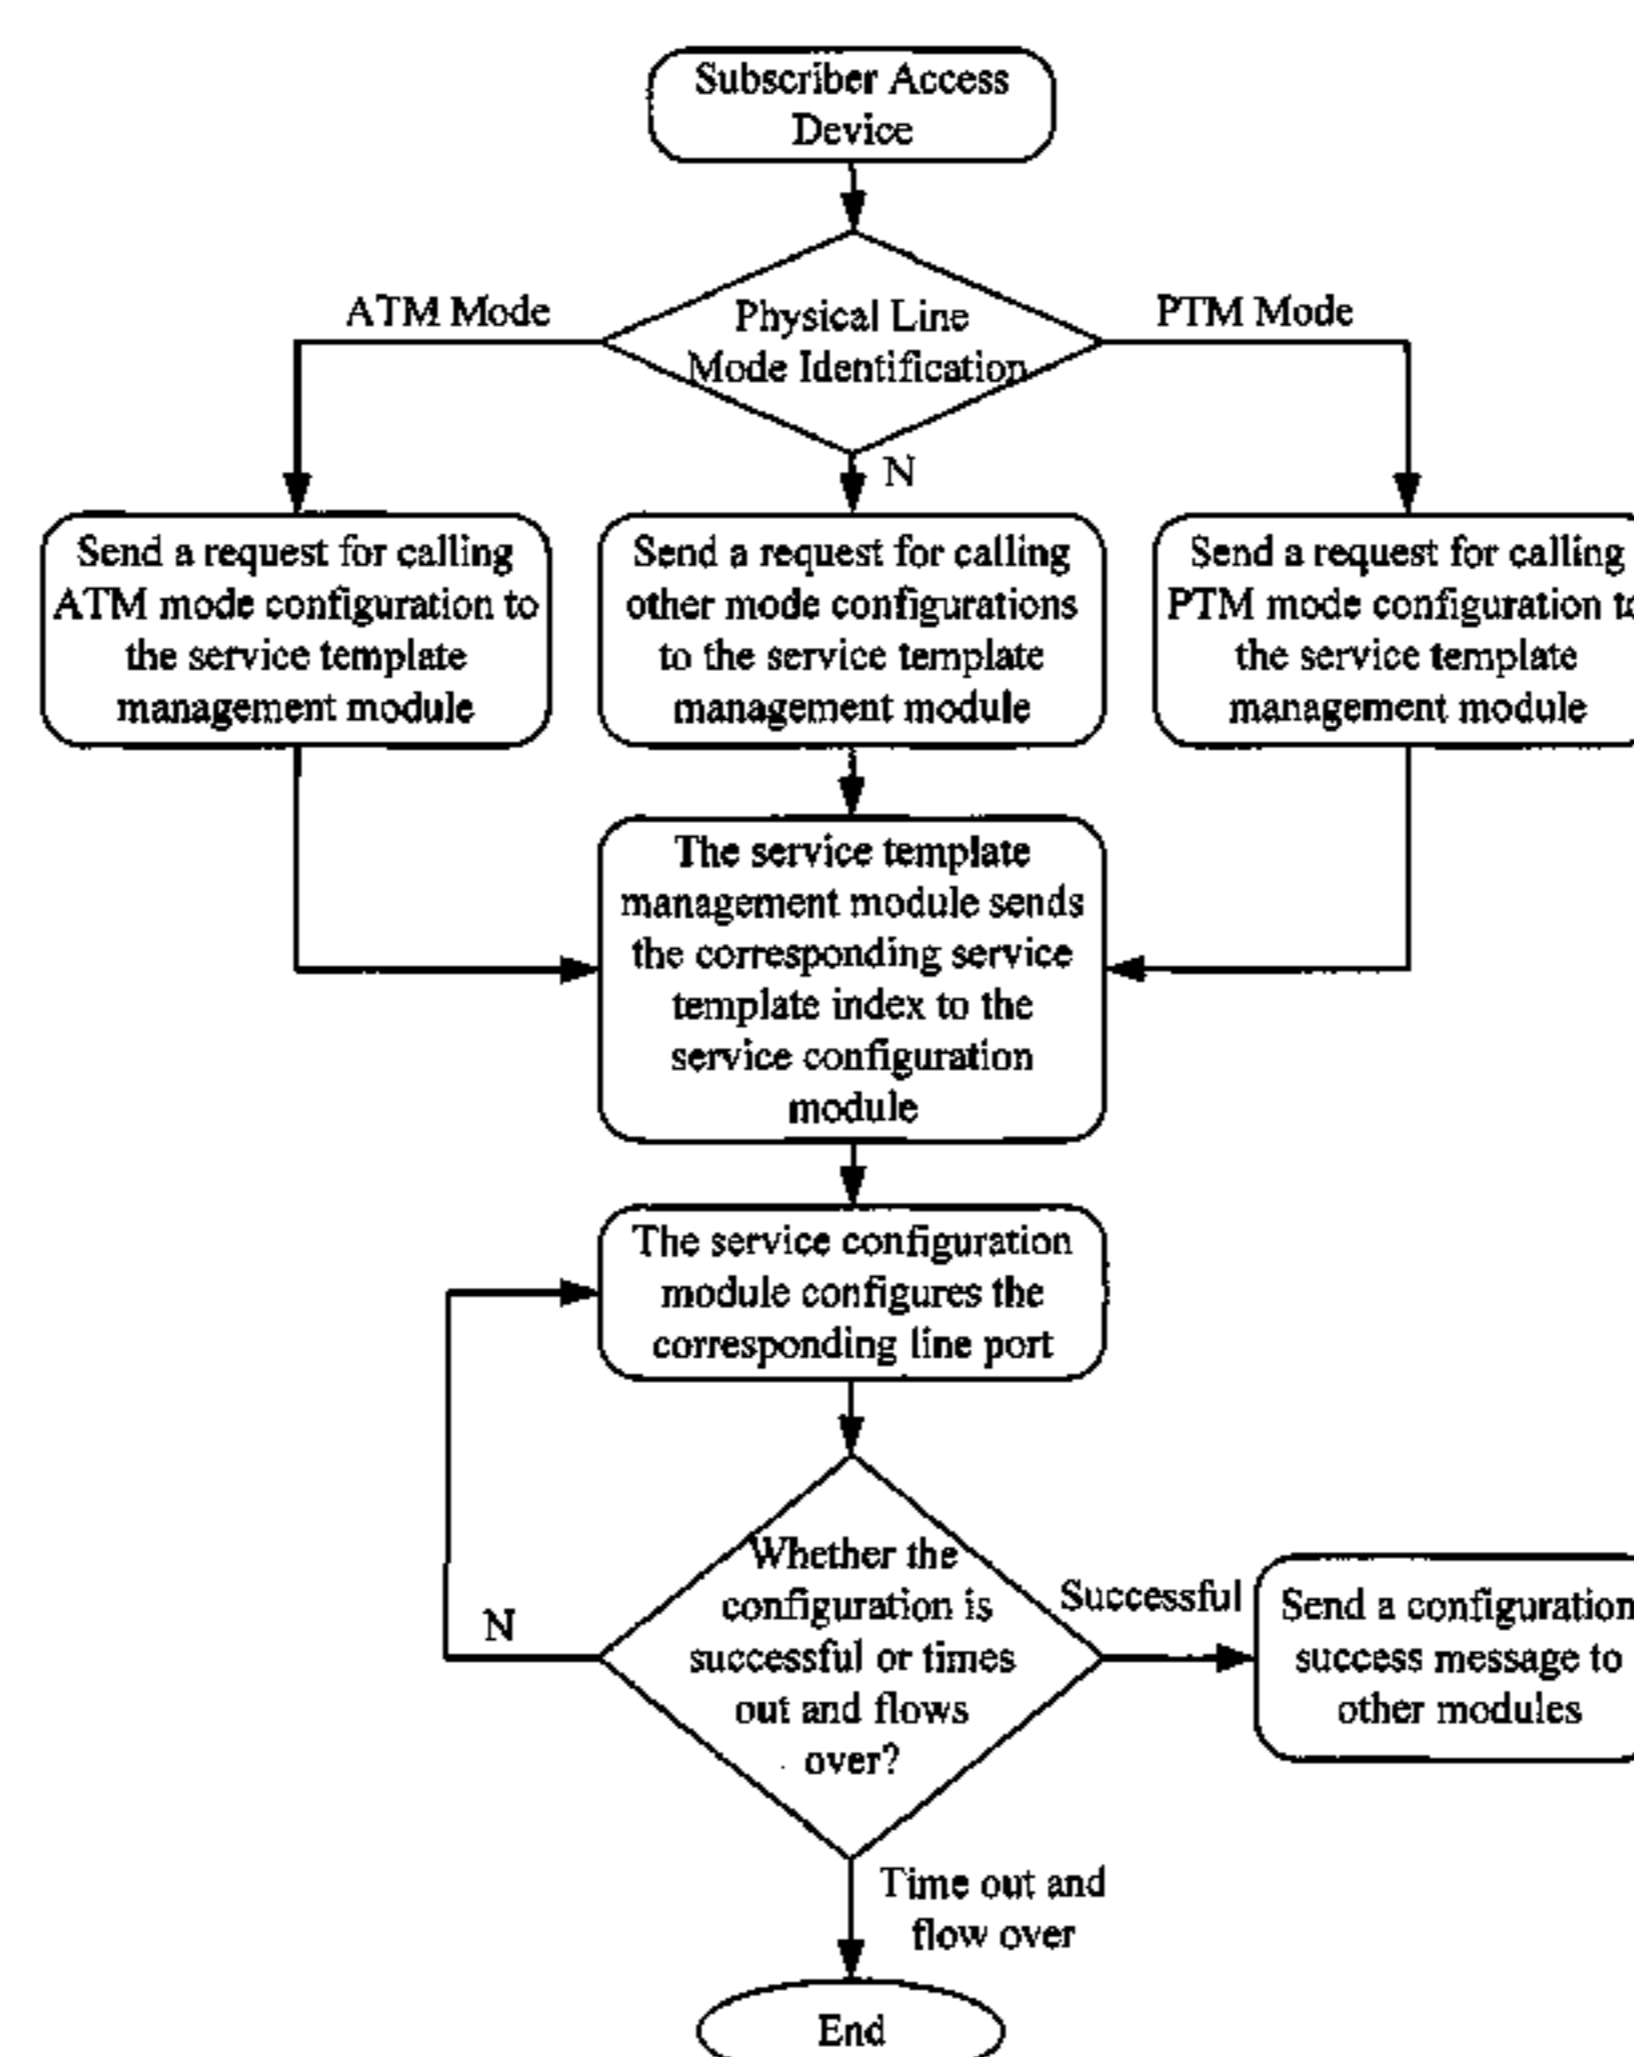 Subscriber Access
Device
ATM Mode
Physical Line
Mode Identification
PTM Mode
N
Send a request for calling
ATM mode configuration to
the service template
management module
Send a request for calling
other mode configurations
to the service template
management module
Send a request for calling
PTM mode configuration to
the service template
management module
The service template
management module sends
the corresponding service
template index to the
service configuration
module
The service configuration
module configures the
corresponding line port
N
Whether the
configuration is
successful or times
out and flows
over?
Successful
Send a configuration
success message to
other modules
Time out and
flow over
End